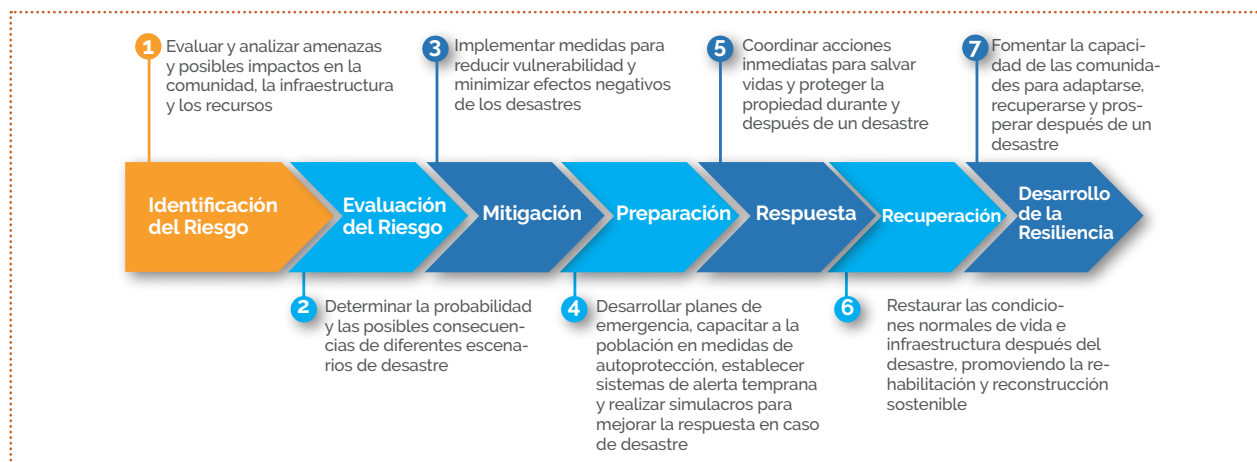 1
Evaluar y analizar amenazas
y posibles impactos en la
comunidad, la infraestructura
y los recursos
3
Implementar medidas para
reducir vulnerabilidad y
minimizar efectos negativos
de los desastres
5
Coordinar acciones
inmediatas para salvar
vidas y proteger la
propiedad durante y
después de un desastre
7
Fomentar la capaci-
dad de las comunida-
des para adaptarse,
recuperarse y pros-
perar después de un
desastre
Identificación
del Riesgo
Evaluación
del Riesgo
Mitigación
Preparación
Respuesta
Recuperación
Desarrollo
de la
Resiliencia
2
Determinar la probabilidad
y las posibles consecuen-
cias de diferentes escena-
rios de desastre
4
Desarrollar planes de
emergencia, capacitar a la
población en medidas de
autoprotección, establecer
sistemas de alerta temprana
y realizar simulacros para
mejorar la respuesta en caso
de desastre
6
Restaurar las condicio-
nes normales de vida e
infraestructura después del
desastre, promoviendo la re-
habilitación y reconstrucción
sostenible